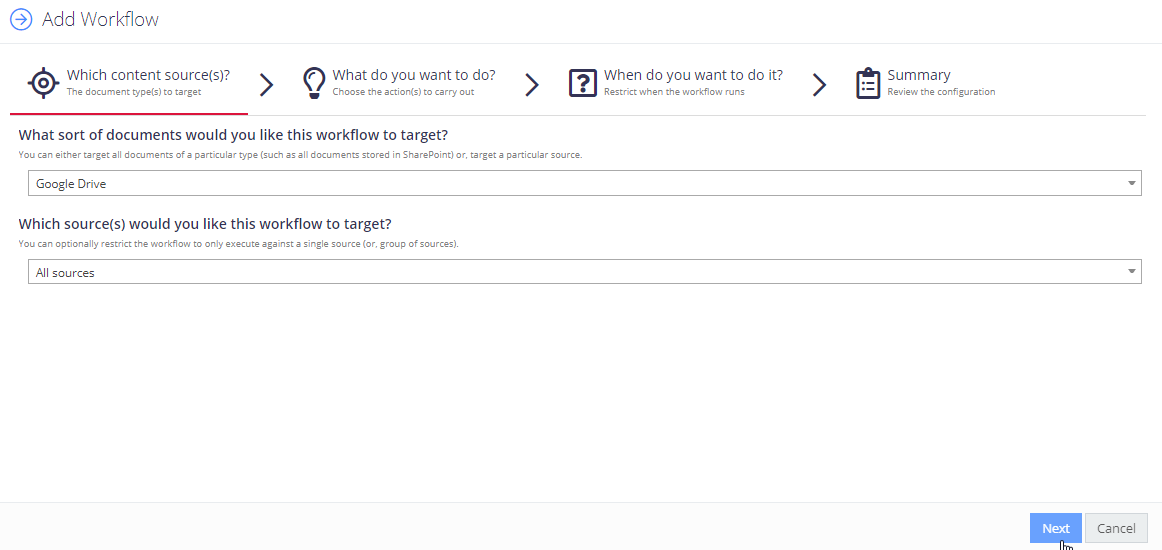 Add Workflow
Which content source(s)?
The document type(s) to target
What do you want to do?
Choose the action(s) to carry out
When do you want to do it?
Restrict when the workflow runs
Summary
Review the configuration
What sort of documents would you like this workflow to target?
You can either target all documents of a particular type (such as all documents stored in SharePoint) or, target a particular source.
Google Drive
Which source(s) would you like this workflow to target?
You can optionally restrict the workflow to only execute against a single source (or, group of sources).
All sources
Next
Cancel